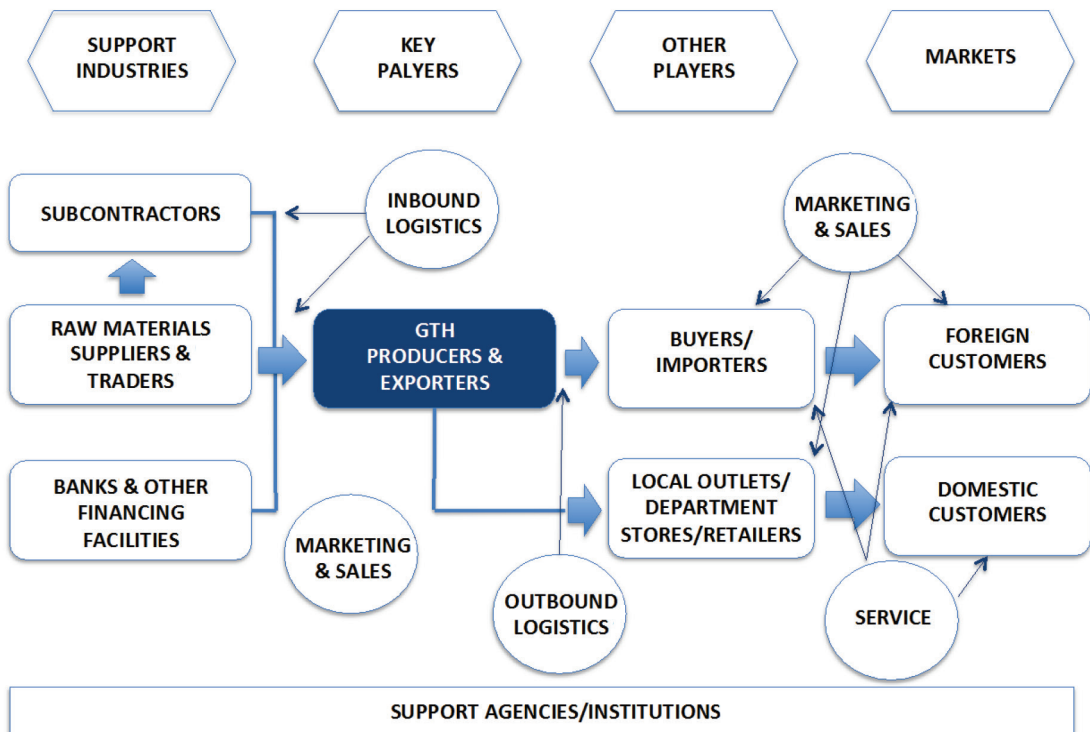 SUPPORT
INDUSTRIES
KEY
PALYERS
OTHER
PLAYERS
MARKETS
SUBCONTRACTORS
INBOUND
LOGISTICS
MARKETING
& SALES
RAW MATERIALS
SUPPLIERS &
TRADERS
GTH
PRODUCERS &
EXPORTERS
BUYERS/
IMPORTERS
FOREIGN
CUSTOMERS
BANKS & OTHER
FINANCING
FACILITIES
MARKETING
& SALES
OUTBOUND
LOGISTICS
LOCAL OUTLETS/
DEPARTMENT
STORES/RETAILERS
DOMESTIC
CUSTOMERS
SERVICE
SUPPORT AGENCIES/INSTITUTIONS